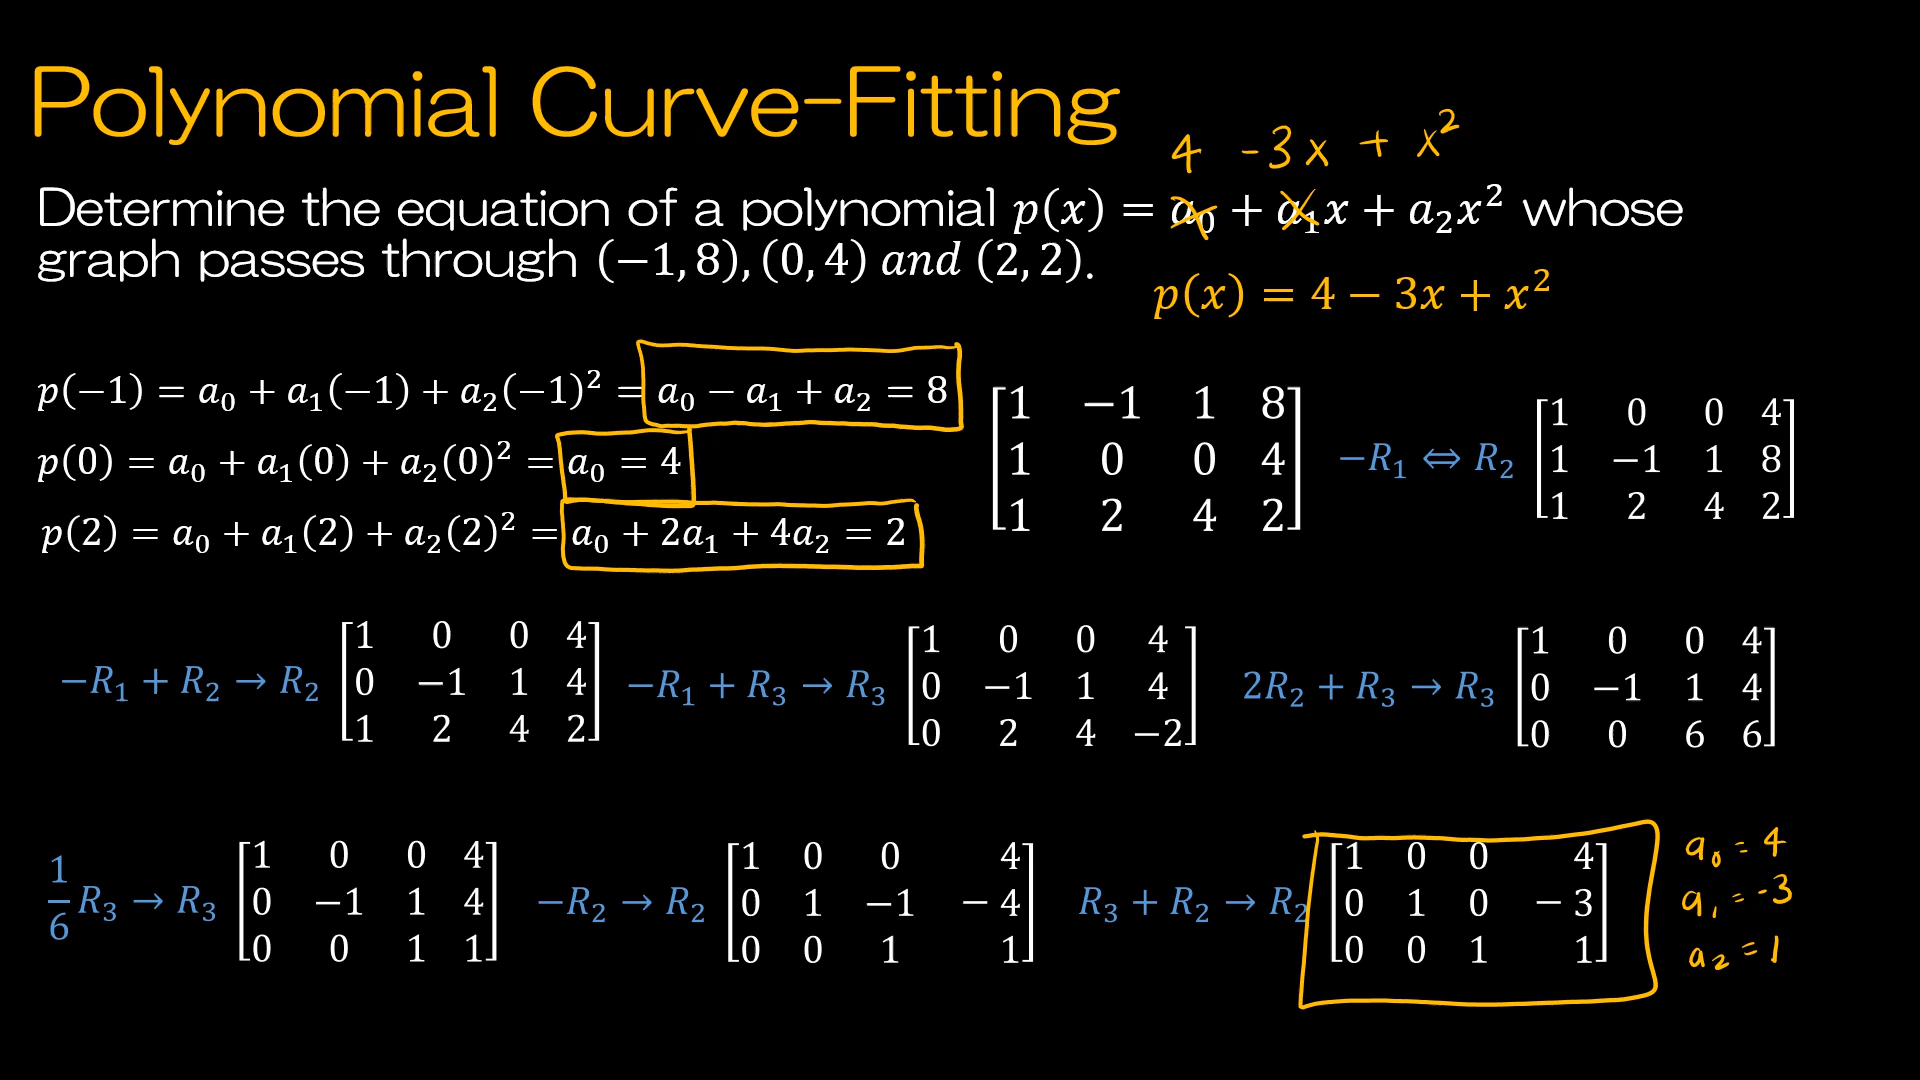 Polynomial Curve-Fitting
4 -3x + x²
Determine the equation of a polynomial p(x) = a₀ + a₁x + a₂x² whose
graph passes through (−1, 8), (0, 4) and (2, 2).
p(x) = 4 − 3x + x²
p(−1) = a₀ + a₁(−1) + a₂(−1)² = a₀ − a₁ + a₂ = 8
p(0) = a₀ + a₁(0) + a₂(0)² = a₀ = 4
p(2) = a₀ + a₁(2) + a₂(2)² = a₀ + 2a₁ + 4a₂ = 2
1 −1 1 8
1 0 0 4
1 2 4 2
−R₁ ⇔ R₂
1 0 0 4
1 −1 1 8
1 2 4 2
−R₁ + R₂ → R₂
1 0 0 4
0 −1 1 4
1 2 4 2
−R₁ + R₃ → R₃
1 0 0 4
0 −1 1 4
0 2 4 −2
2R₂ + R₃ → R₃
1 0 0 4
0 −1 1 4
0 0 6 6
1/6 R₃ → R₃
1 0 0 4
0 −1 1 4
0 0 1 1
−R₂ → R₂
1 0 0 4
0 1 −1 − 4
0 0 1 1
R₃ + R₂ → R₂
1 0 0 4
0 1 0 − 3
0 0 1 1
a₀ = 4
a₁ = -3
a₂ = 1